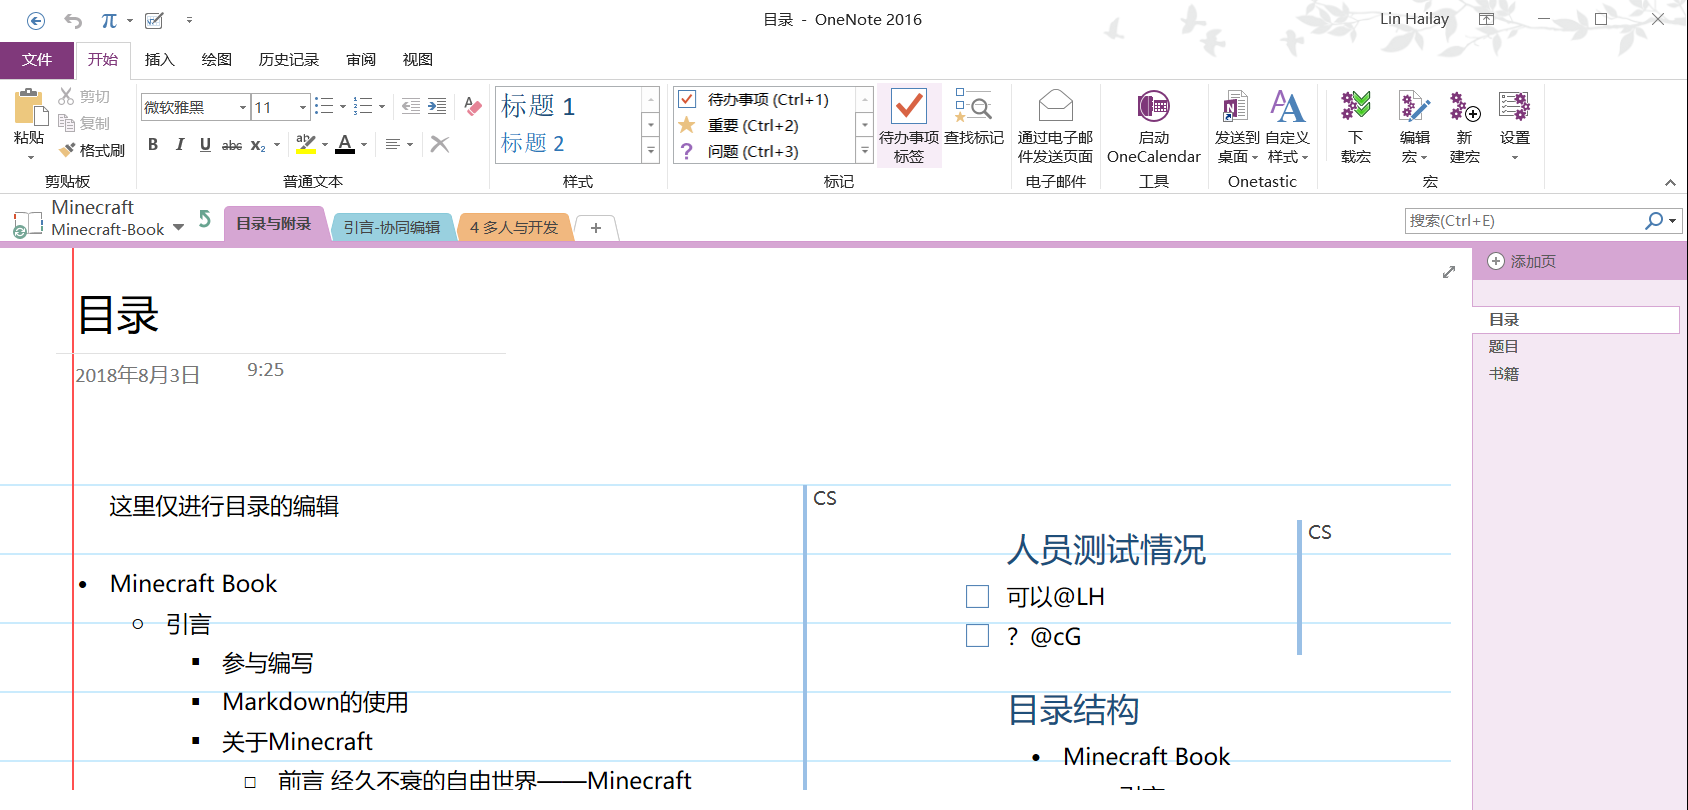 目录 - OneNote 2016
Lin Hailay
文件 开始 插入 绘图 历史记录 审阅 视图
粘贴
剪切
复制
格式刷
剪贴板
微软雅黑 11
B I U abc X₂ A
普通文本
标题 1
标题 2
样式
待办事项 (Ctrl+1)
重要 (Ctrl+2)
问题 (Ctrl+3)
待办事项
标签
查找标记
标记
通过电子邮
件发送页面
电子邮件
启动
OneCalendar
工具
发送到
桌面
自定义
样式
Onetastic
下
载宏
编辑
宏
新
建宏
设置
宏
Minecraft
Minecraft-Book
目录与附录
引言-协同编辑
4 多人与开发
+
搜索(Ctrl+E)
添加页
目录
题目
书籍
目录
2018年8月3日 9:25
这里仅进行目录的编辑
• Minecraft Book
○ 引言
▪ 参与编写
▪ Markdown的使用
▪ 关于Minecraft
□ 前言 经久不衰的自由世界——Minecraft
CS
人员测试情况
可以@LH
？@cG
CS
目录结构
• Minecraft Book